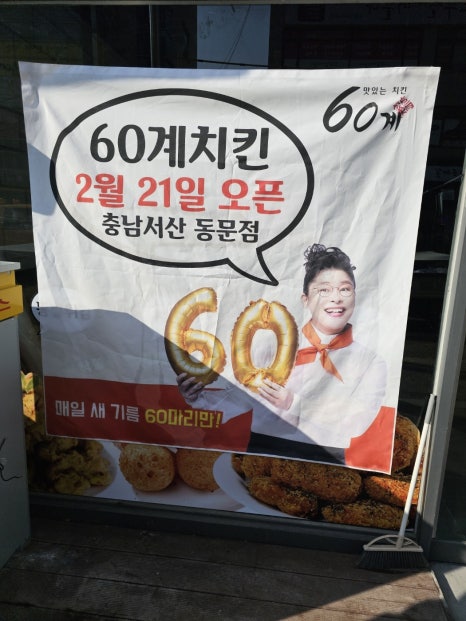 맛있는 치킨
60계
60계치킨
2월 21일 오픈
충남서산 동문점
60
매일 새 기름 60마리만!